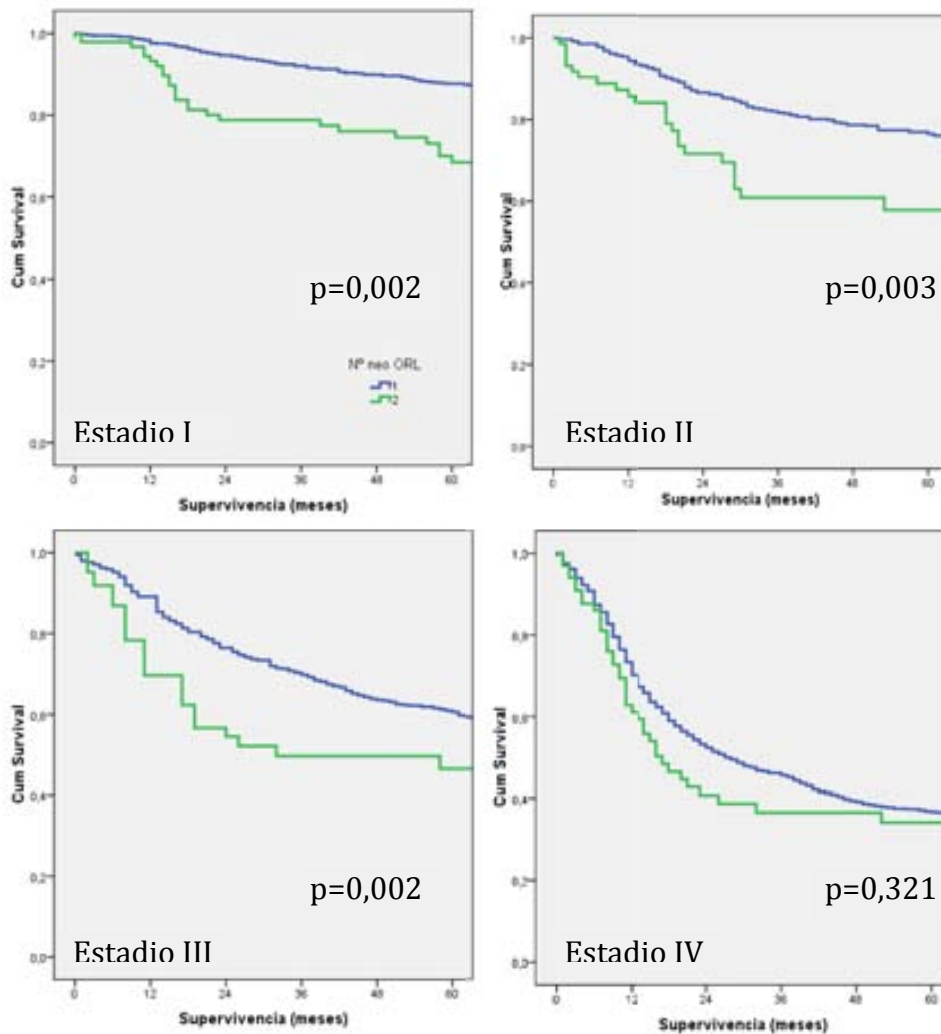 1,0
0,8
0,6
0,4
0,2
0,0
Cum Survival
p=0,002
Nº neo ORL
1
2
Estadio I
0 12 24 36 48 60
Supervivencia (meses)
1,0
0,8
0,6
0,4
0,2
0,0
Cum Survival
p=0,003
Estadio II
0 12 24 36 48 60
Supervivencia (meses)
1,0
0,8
0,6
0,4
0,2
0,0
Cum Survival
p=0,002
Estadio III
0 12 24 36 48 60
Supervivencia (meses)
1,0
0,8
0,6
0,4
0,2
0,0
Cum Survival
p=0,321
Estadio IV
0 12 24 36 48 60
Supervivencia (meses)